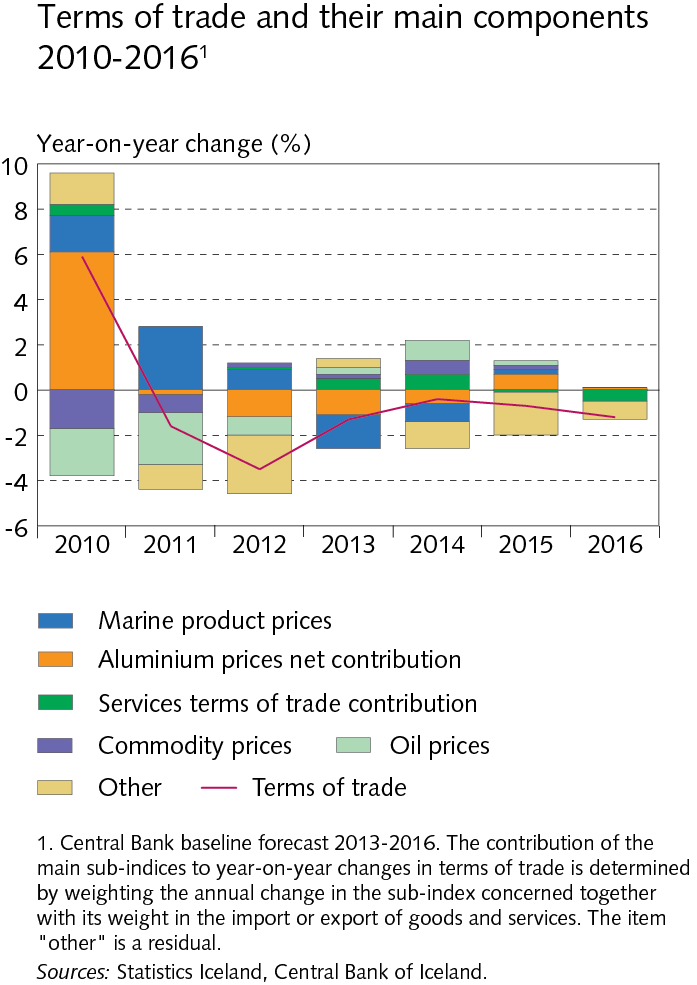 Terms of trade and their main components
2010-2016¹
Year-on-year change (%)
10
8
6
4
2
0
-2
-4
-6
2010 2011 2012 2013 2014 2015 2016
Marine product prices
Aluminium prices net contribution
Services terms of trade contribution
Commodity prices Oil prices
Other Terms of trade
1. Central Bank baseline forecast 2013-2016. The contribution of the
main sub-indices to year-on-year changes in terms of trade is determined
by weighting the annual change in the sub-index concerned together
with its weight in the import or export of goods and services. The item
"other" is a residual.
Sources: Statistics Iceland, Central Bank of Iceland.